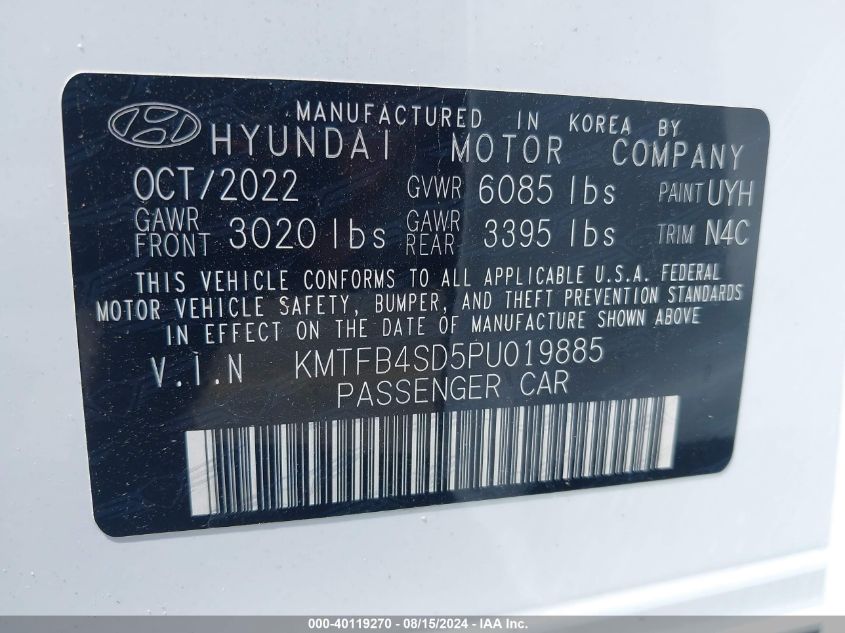 MANUFACTURED IN KOREA BY
HYUNDAI MOTOR COMPANY
OCT/2022 GVWR 6085 lbs PAINT UYH
GAWR FRONT 3020 lbs GAWR REAR 3395 lbs TRIM N4C
THIS VEHICLE CONFORMS TO ALL APPLICABLE U.S.A. FEDERAL
MOTOR VEHICLE SAFETY, BUMPER, AND THEFT PREVENTION STANDARDS
IN EFFECT ON THE DATE OF MANUFACTURE SHOWN ABOVE
V.I.N KMTFB4SD5PU019885
PASSENGER CAR
000-40119270 - 08/15/2024 - IAA Inc.